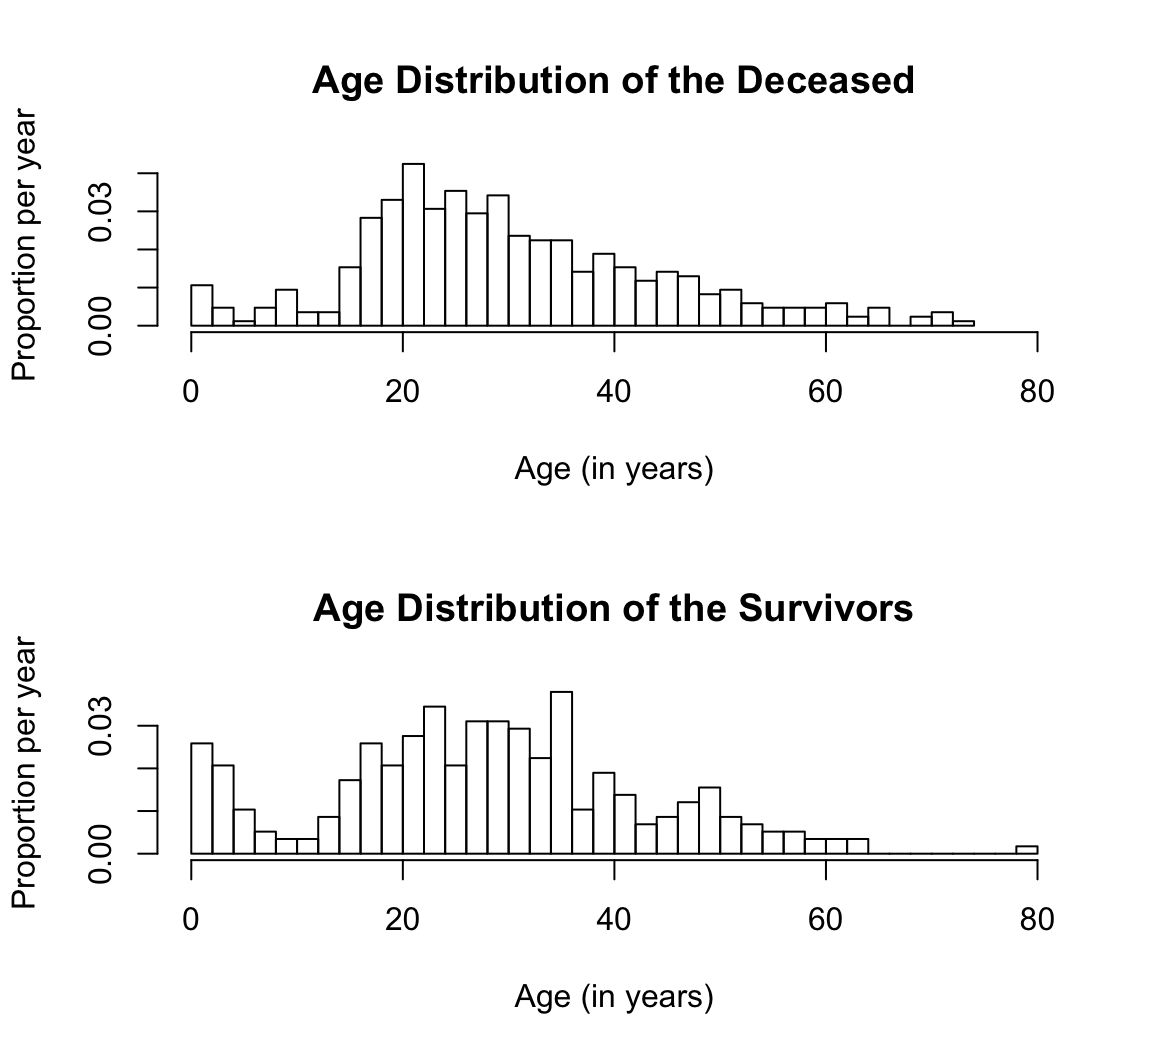 Age Distribution of the Deceased
Proportion per year
0.03
0.00
0 20 40 60 80
Age (in years)
Age Distribution of the Survivors
Proportion per year
0.03
0.00
0 20 40 60 80
Age (in years)